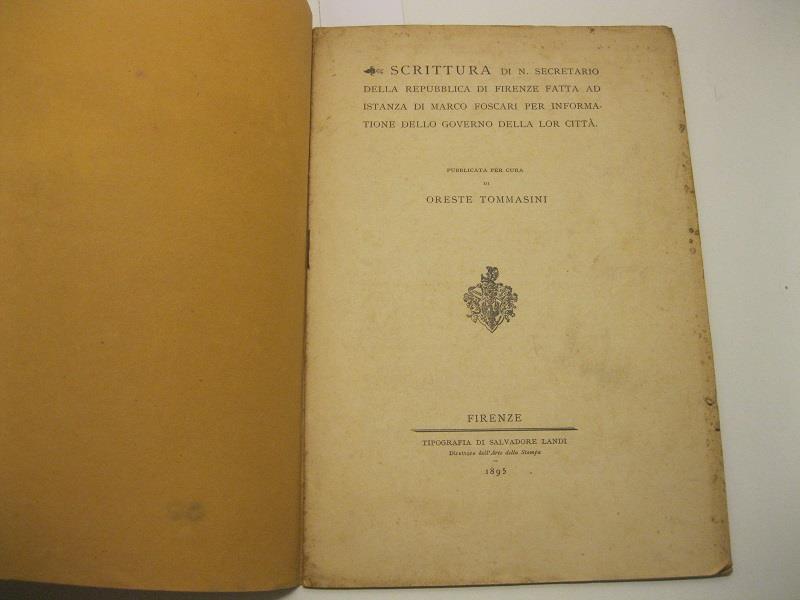 SCRITTURA DI N. SECRETARIO
DELLA REPUBBLICA DI FIRENZE FATTA AD
ISTANZA DI MARCO FOSCARI PER INFORMA-
TIONE DELLO GOVERNO DELLA LOR CITTÀ.
PUBBLICATA PER CURA
DI
ORESTE TOMMASINI
FIRENZE
TIPOGRAFIA DI SALVADORE LANDI
Direttore dell'Arte della Stampa
1895